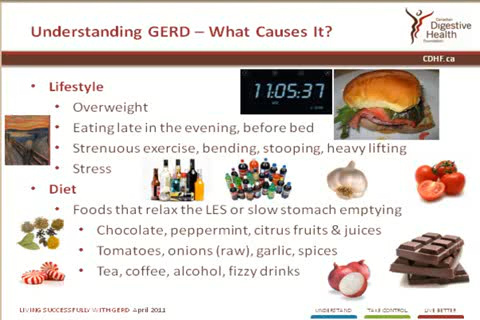 Understanding GERD – What Causes It?
Canadian
Digestive
Health
Foundation
CDHF.ca
• Lifestyle
• Overweight
• Eating late in the evening, before bed
• Strenuous exercise, bending, stooping, heavy lifting
• Stress
• Diet
• Foods that relax the LES or slow stomach emptying
• Chocolate, peppermint, citrus fruits & juices
• Tomatoes, onions (raw), garlic, spices
• Tea, coffee, alcohol, fizzy drinks
11:05:37
LIVING SUCCESSFULLY WITH GERD April 2011
UNDERSTAND TAKE CONTROL LIVE BETTER